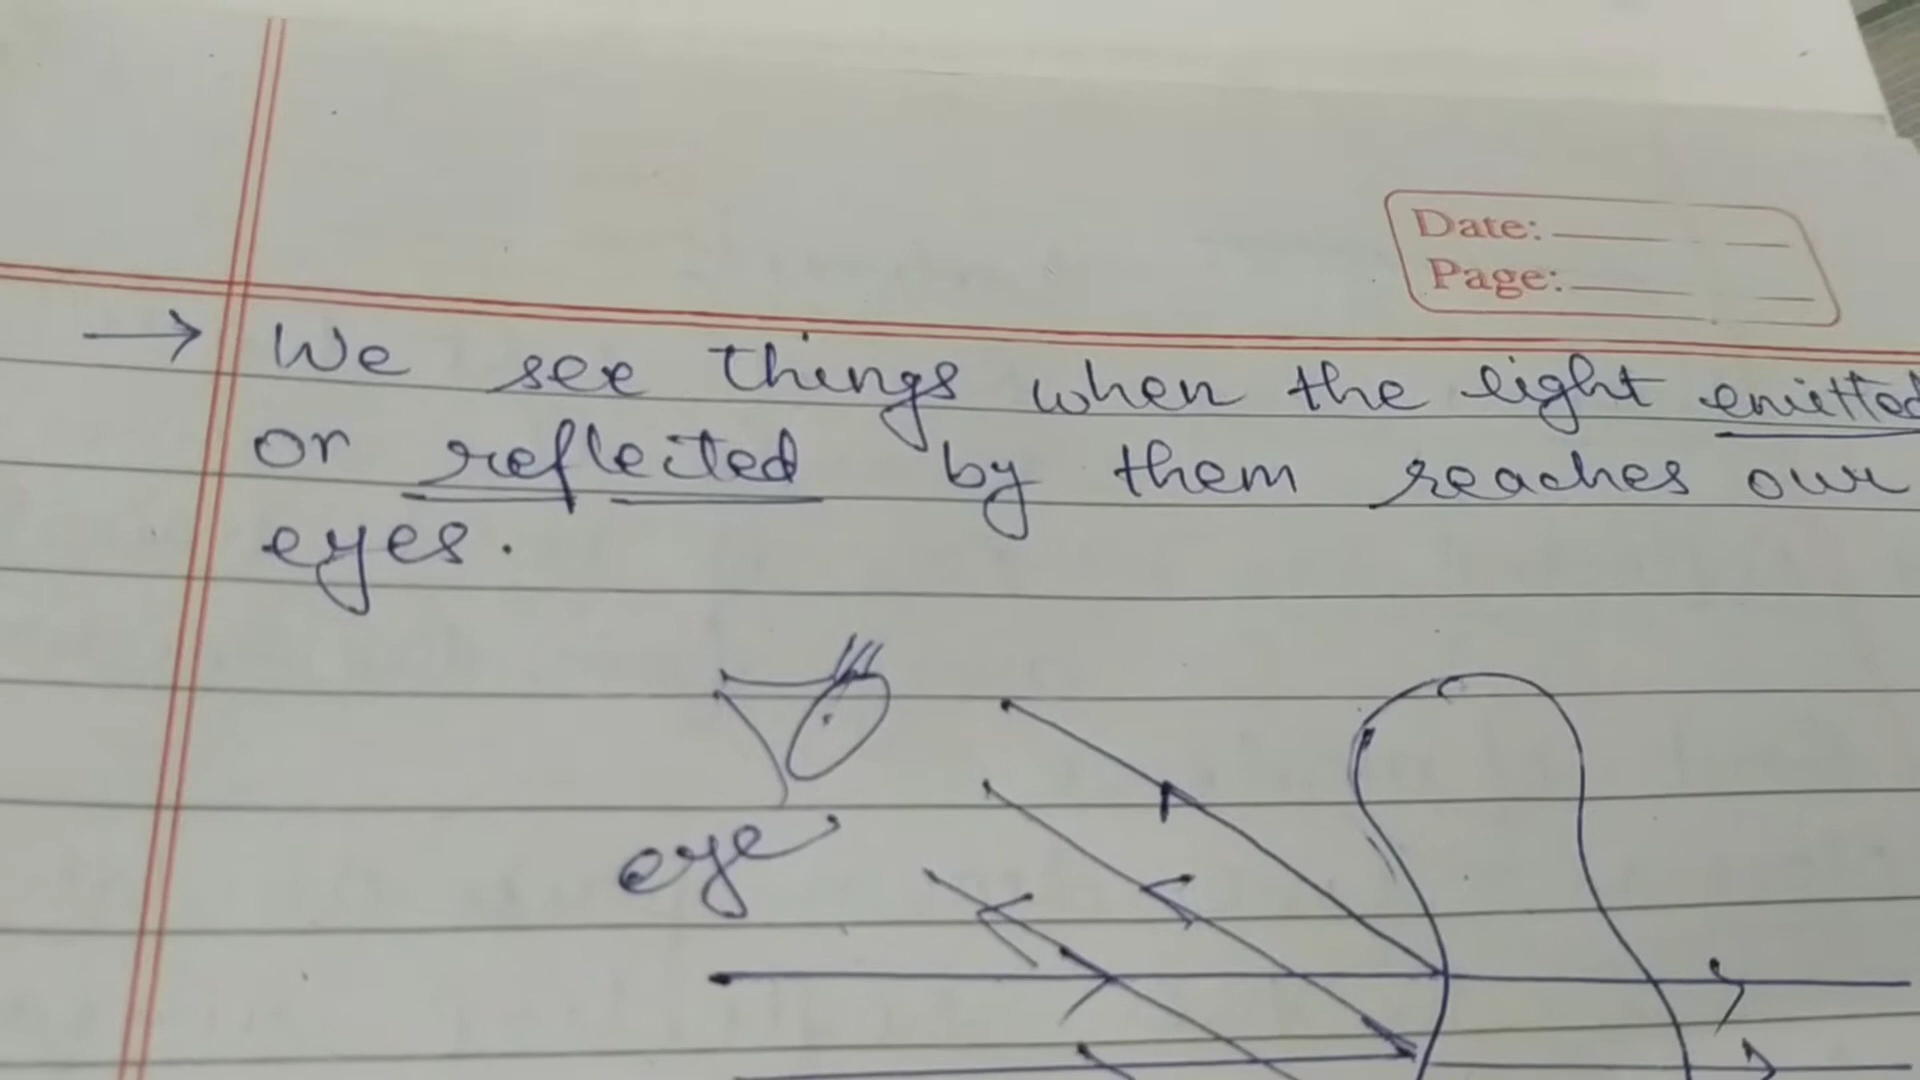 Date:
Page:
→ We see things when the light emitted
or reflected by them reaches our
eyes.
eye